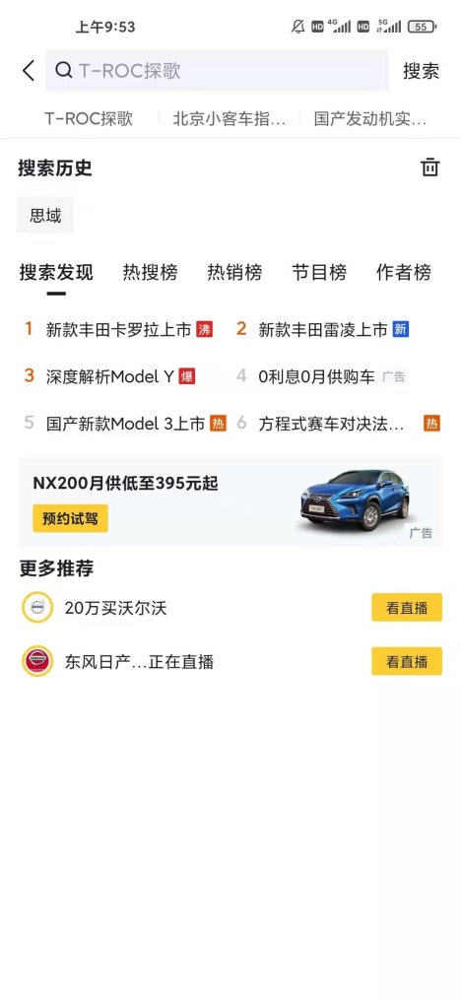 上午9:53 HD 4G HD 5G 55
T-ROC探歌 搜索
T-ROC探歌 北京小客车指... 国产发动机实...
搜索历史
思域
搜索发现 热搜榜 热销榜 节目榜 作者榜
1 新款丰田卡罗拉上市 沸 2 新款丰田雷凌上市 新
3 深度解析Model Y 爆 4 0利息0月供购车 广告
5 国产新款Model 3上市 热 6 方程式赛车对决法... 热
NX200月供低至395元起
预约试驾
广告
更多推荐
20万买沃尔沃 看直播
东风日产...正在直播 看直播